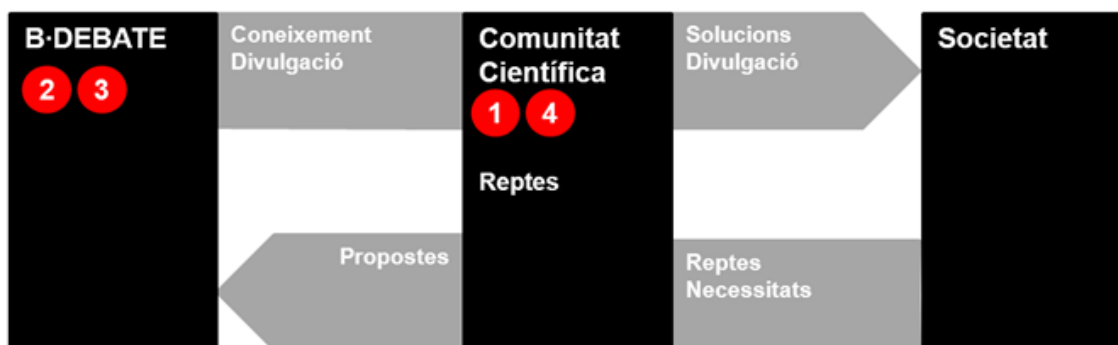 B·DEBATE
2 3
Coneixement
Divulgació
Comunitat
Científica
1 4
Reptes
Solucions
Divulgació
Societat
Propostes
Reptes
Necessitats